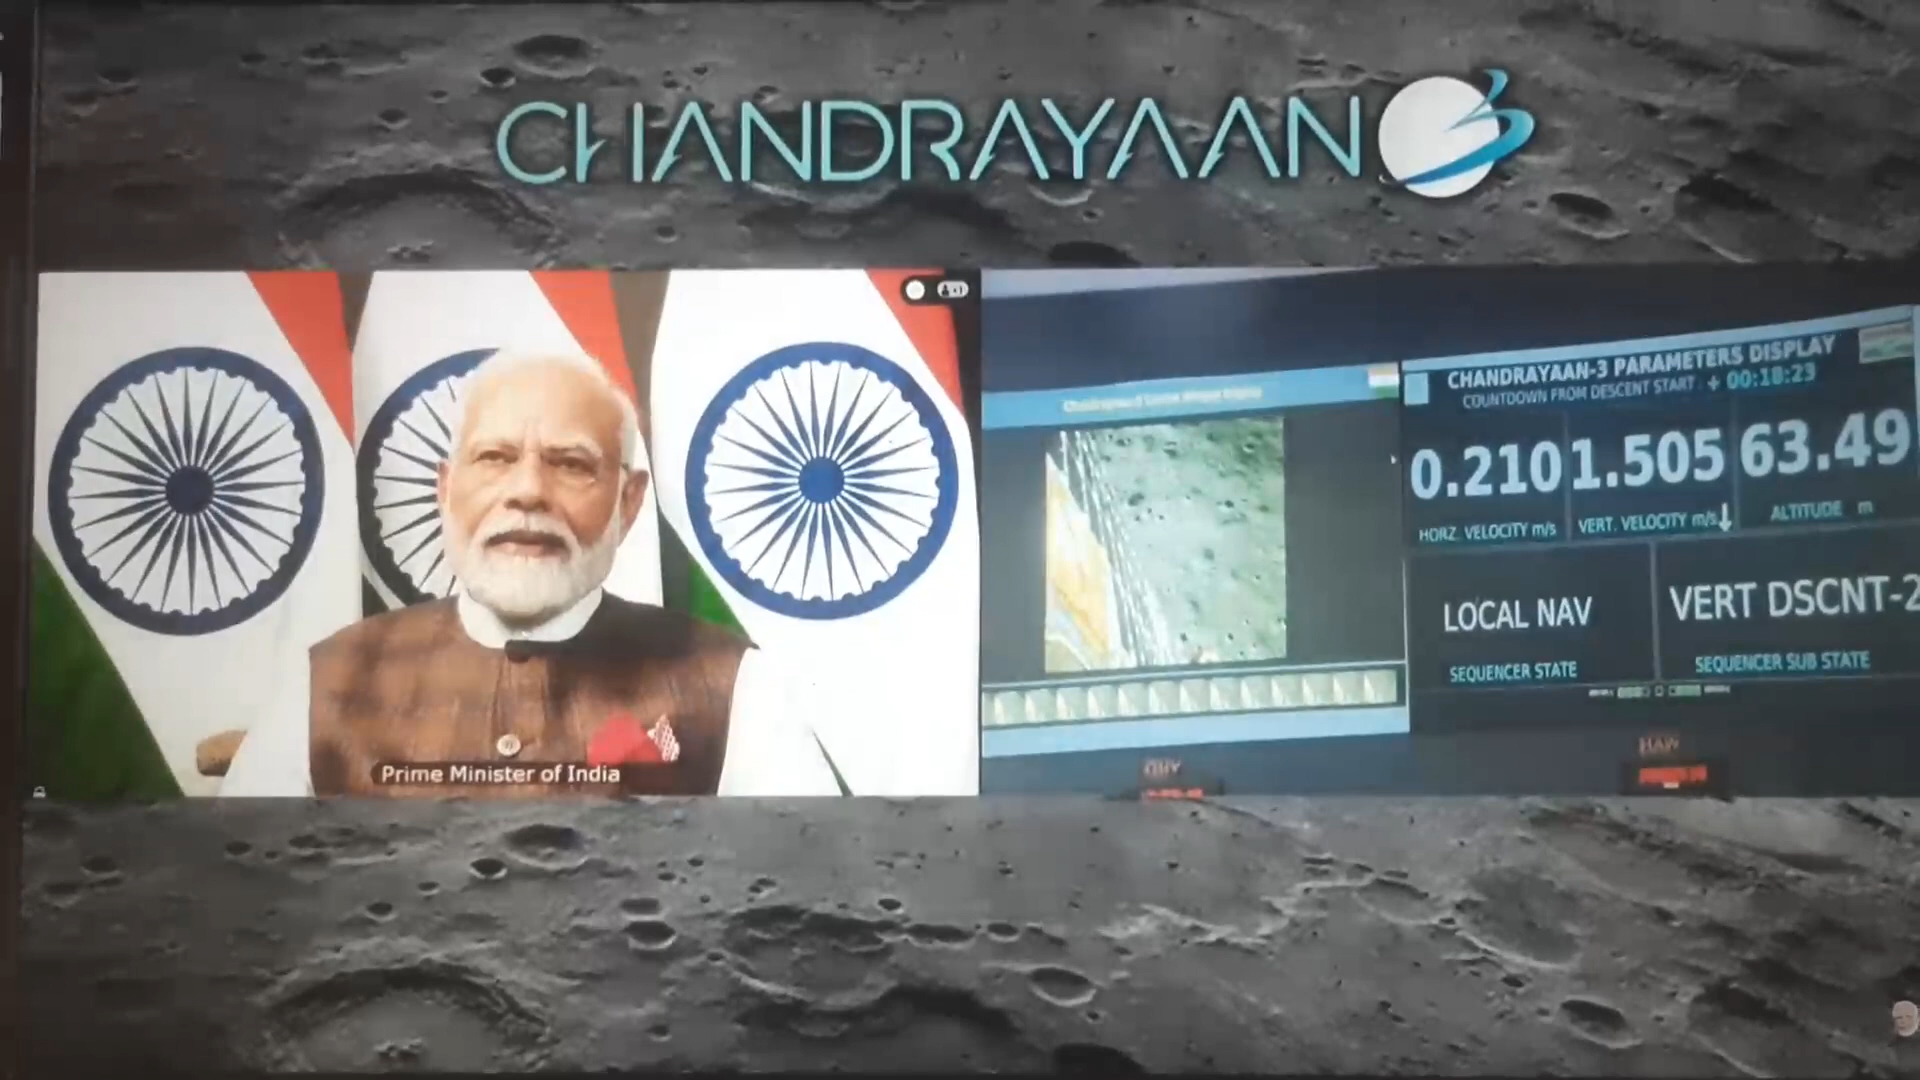 CHANDRAYAAN 3
Prime Minister of India
CHANDRAYAAN-3 PARAMETERS DISPLAY
COUNTDOWN FROM DESCENT START + 00:18:23
0.210 1.505 63.49
HORZ. VELOCITY m/s VERT. VELOCITY m/s ALTITUDE m
LOCAL NAV VERT DSCNT-2
SEQUENCER STATE SEQUENCER SUB STATE